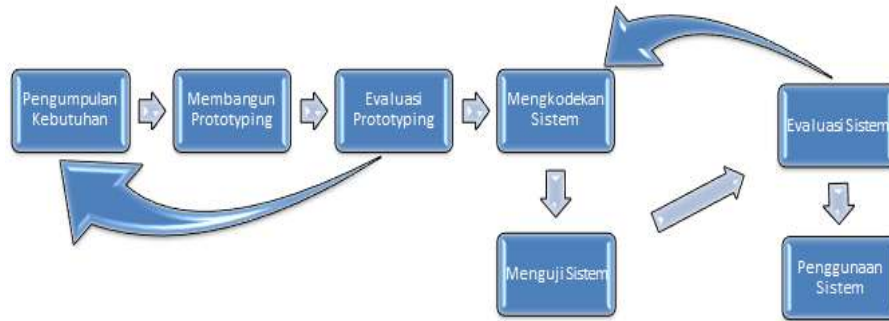 Pengumpulan
Kebutuhan
Membangun
Prototyping
Evaluasi
Prototyping
Mengkodekan
Sistem
Menguji Sistem
Evaluasi Sistem
Penggunaan
Sistem